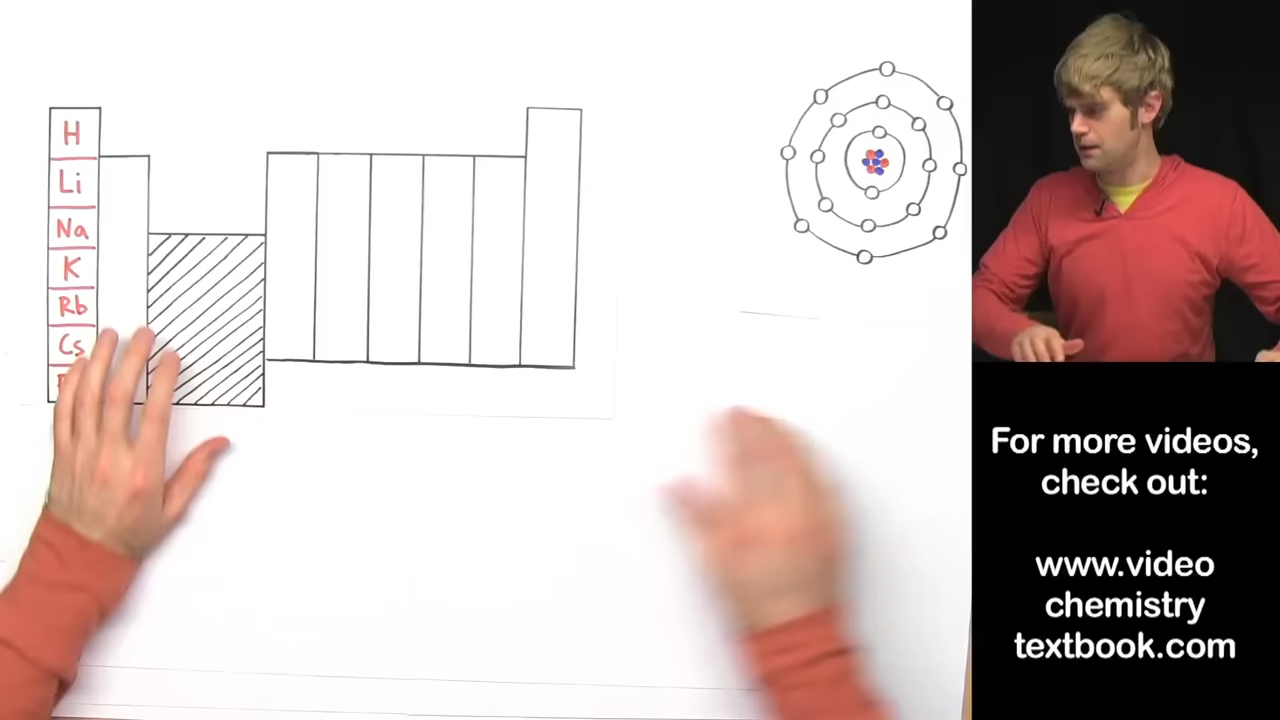 H
Li
Na
K
Rb
Cs
For more videos,
check out:
www.video
chemistry
textbook.com